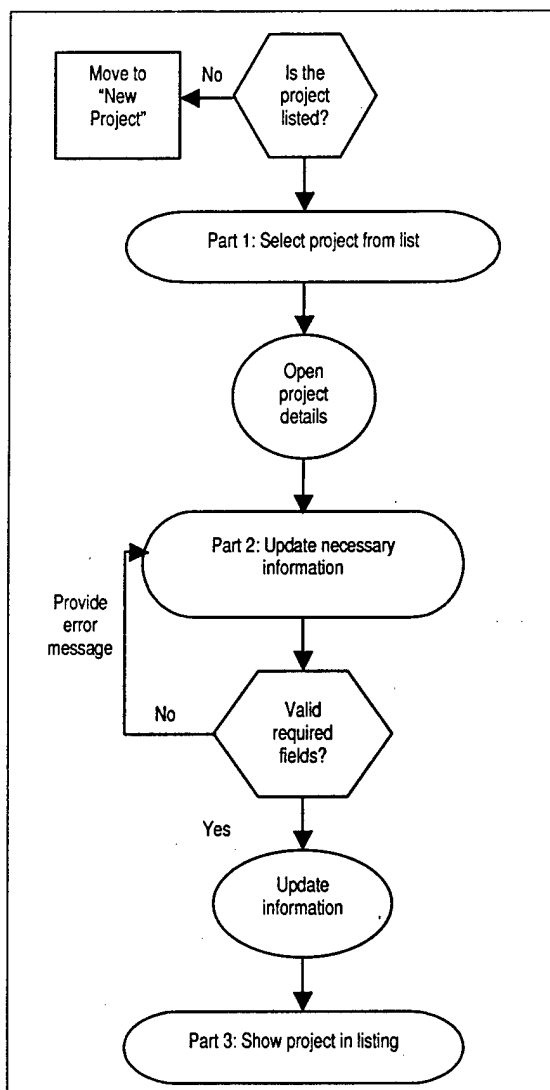 Move to
“New
Project”
No
Is the
project
listed?
Part 1: Select project from list
Open
project
details
Part 2: Update necessary
information
Provide
error
message
No
Valid
required
fields?
Yes
Update
information
Part 3: Show project in listing